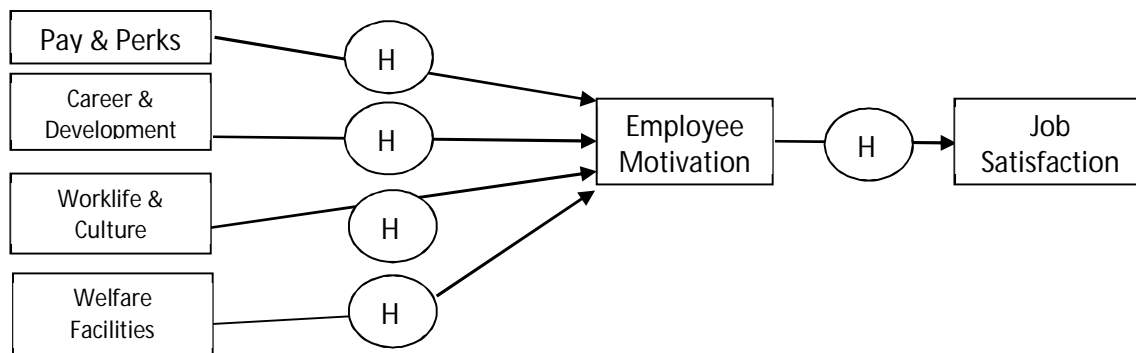 Pay & Perks
H
Career &
Development
H
Worklife &
Culture
H
Welfare
Facilities
H
Employee
Motivation
H
Job
Satisfaction